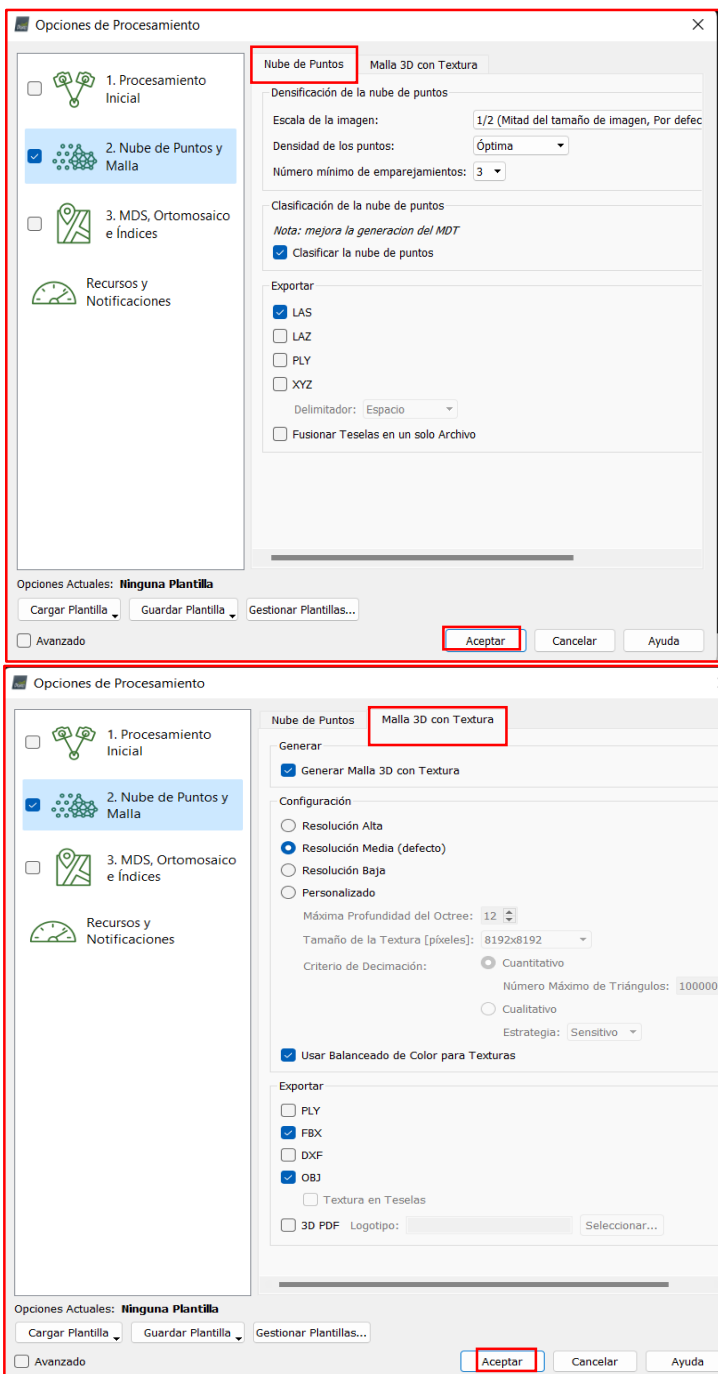 Opciones de Procesamiento
1. Procesamiento
Inicial
2. Nube de Puntos y
Malla
3. MDS, Ortomosaico
e Índices
Recursos y
Notificaciones
Nube de Puntos
Malla 3D con Textura
Densificación de la nube de puntos
Escala de la imagen: 1/2 (Mitad del tamaño de imagen, Por defec
Densidad de los puntos: Óptima
Número mínimo de emparejamientos: 3
Clasificación de la nube de puntos
Nota: mejora la generacion del MDT
Clasificar la nube de puntos
Exportar
LAS
LAZ
PLY
XYZ
Delimitador: Espacio
Fusionar Teselas en un solo Archivo
Opciones Actuales: Ninguna Plantilla
Cargar Plantilla Guardar Plantilla Gestionar Plantillas...
Avanzado Aceptar Cancelar Ayuda
Opciones de Procesamiento
1. Procesamiento
Inicial
2. Nube de Puntos y
Malla
3. MDS, Ortomosaico
e Índices
Recursos y
Notificaciones
Nube de Puntos
Malla 3D con Textura
Generar
Generar Malla 3D con Textura
Configuración
Resolución Alta
Resolución Media (defecto)
Resolución Baja
Personalizado
Máxima Profundidad del Octree: 12
Tamaño de la Textura [píxeles]: 8192x8192
Criterio de Decimación: Cuantitativo
Número Máximo de Triángulos: 100000
Cualitativo
Estrategia: Sensitivo
Usar Balanceado de Color para Texturas
Exportar
PLY
FBX
DXF
OBJ
Textura en Teselas
3D PDF Logotipo: Seleccionar...
Opciones Actuales: Ninguna Plantilla
Cargar Plantilla Guardar Plantilla Gestionar Plantillas...
Avanzado Aceptar Cancelar Ayuda